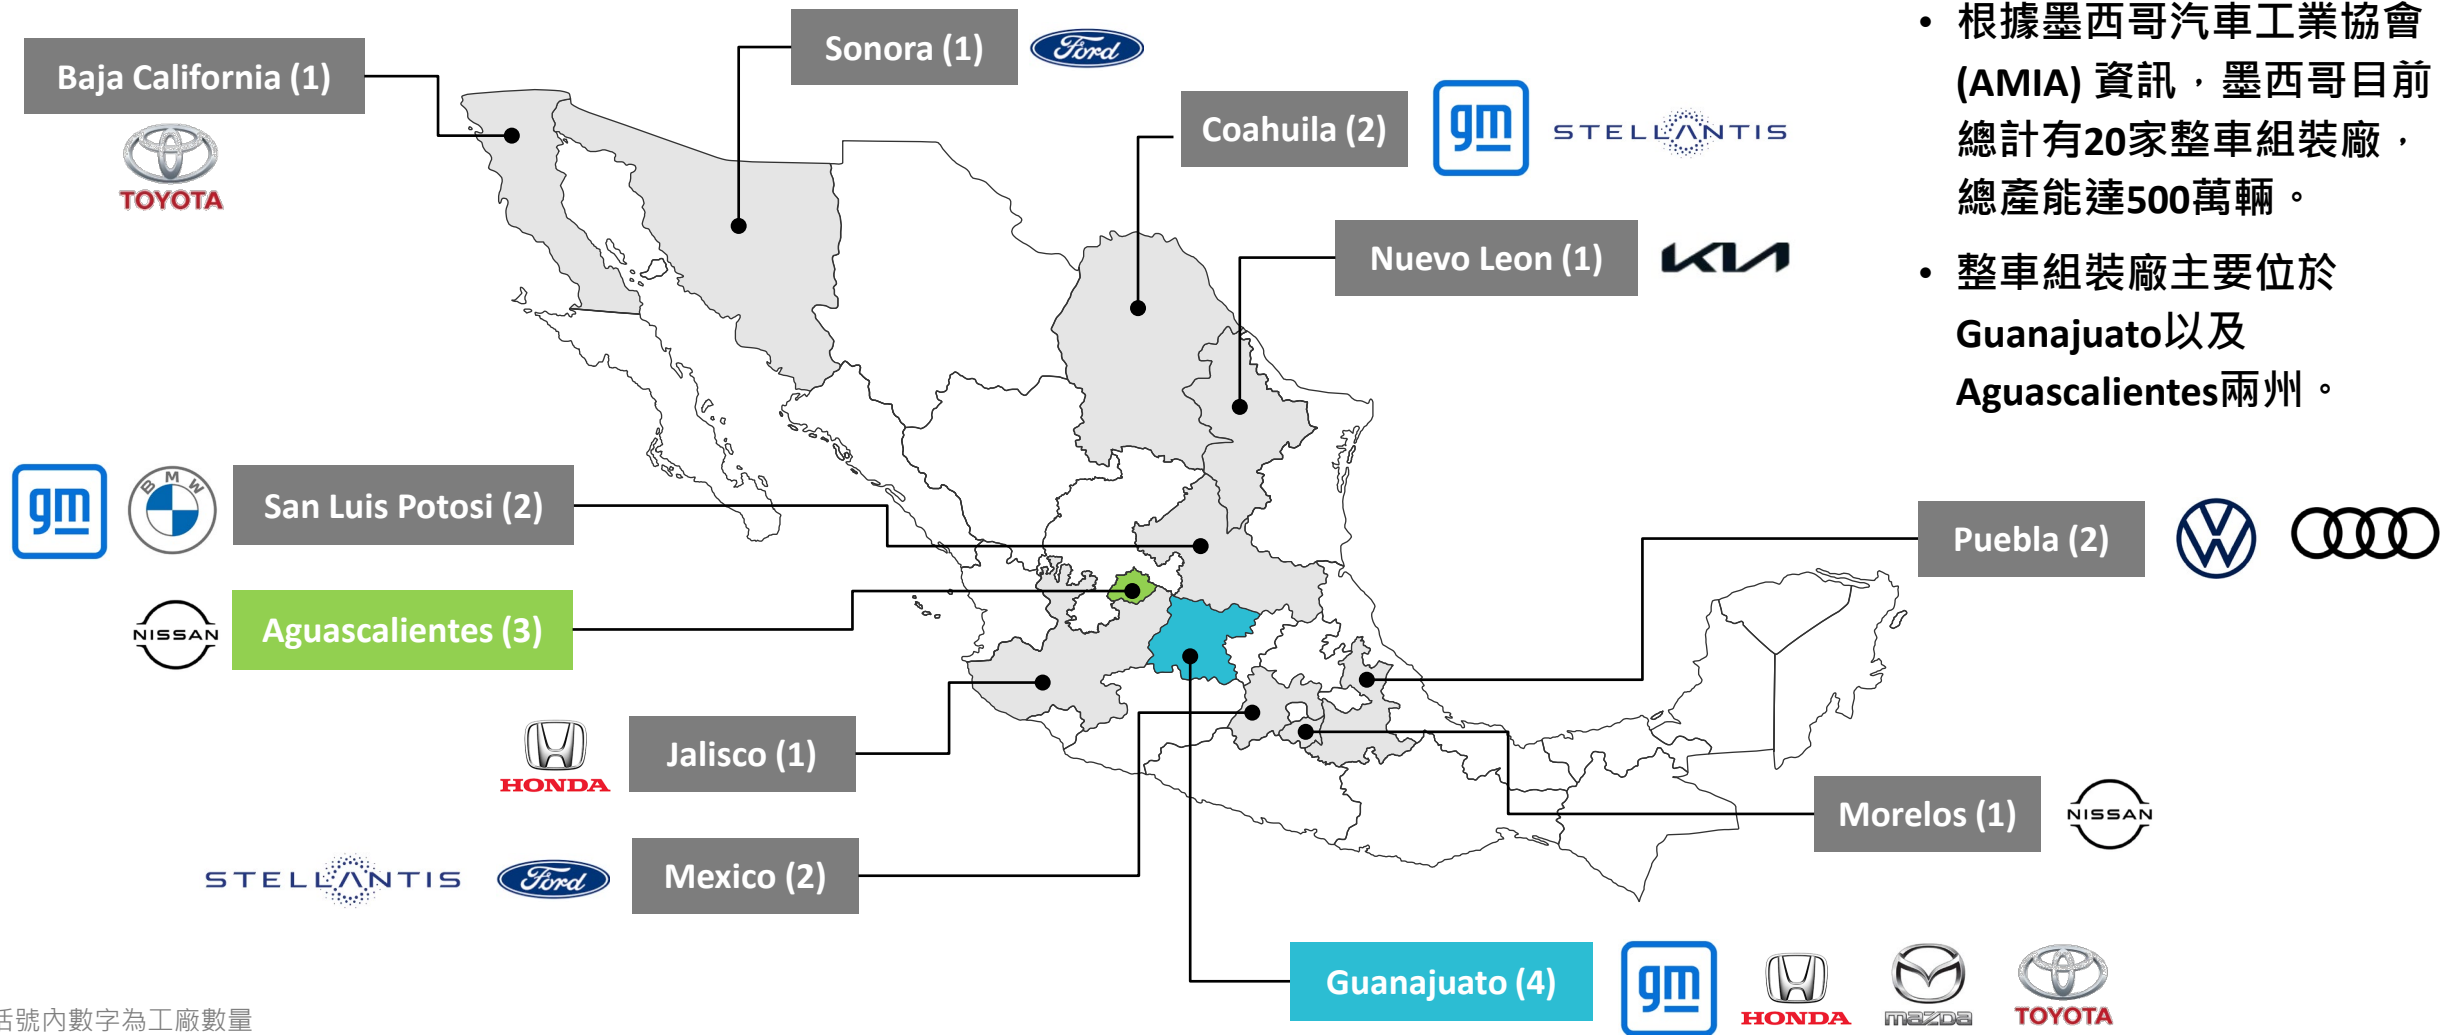 Baja California (1)
TOYOTA
Sonora (1)
Ford
Coahuila (2)
gm
STELLANTIS
Nuevo Leon (1)
KIA
• 根據墨西哥汽車工業協會
(AMIA) 資訊，墨西哥目前
總計有20家整車組裝廠，
總產能達500萬輛。
• 整車組裝廠主要位於
Guanajuato以及
Aguascalientes兩州。
gm
BMW
San Luis Potosi (2)
NISSAN
Aguascalientes (3)
HONDA
Jalisco (1)
STELLANTIS
Ford
Mexico (2)
Puebla (2)
VW
Morelos (1)
NISSAN
Guanajuato (4)
gm
HONDA
mazda
TOYOTA
括號內數字為工廠數量